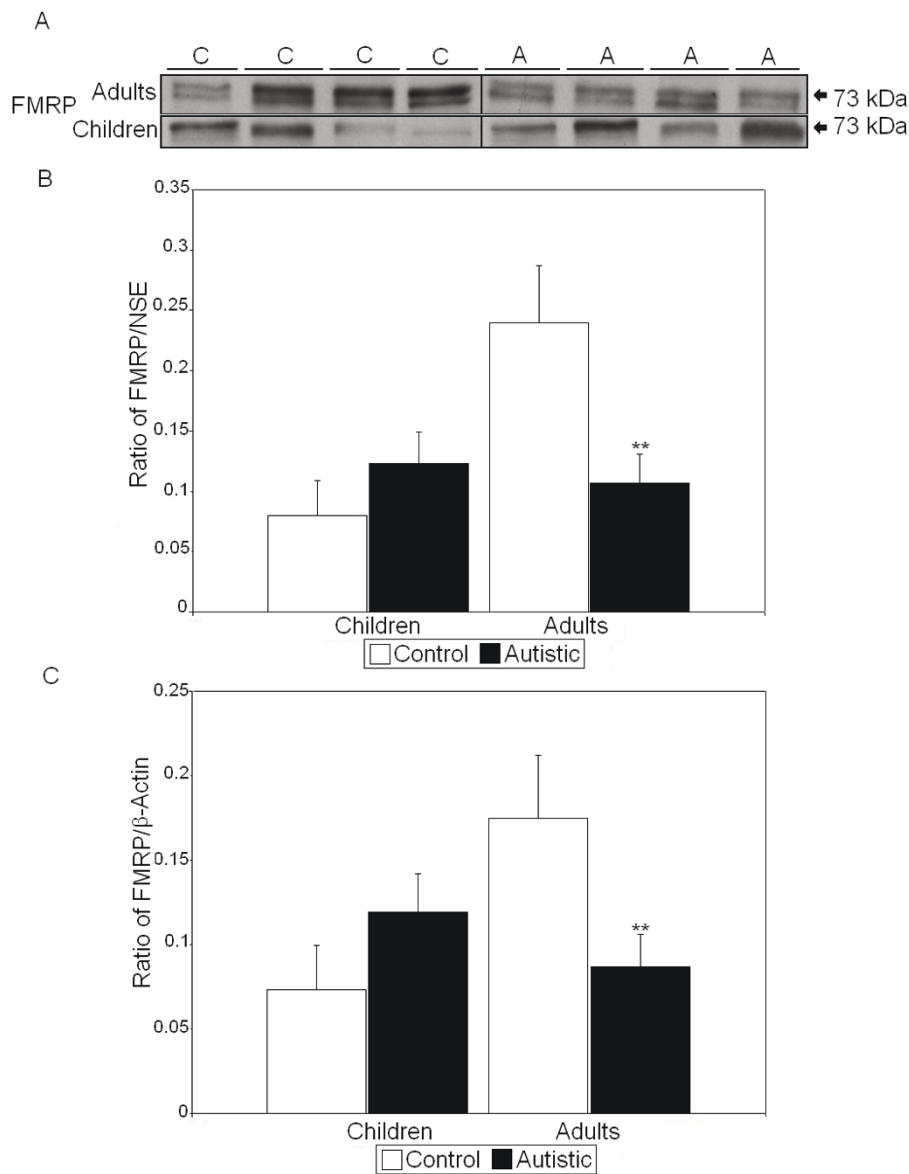 A
C C C C A A A A
Adults 73 kDa
FMRP
Children 73 kDa
B
0.35
0.3
0.25
0.2
0.15
0.1
0.05
0
Ratio of FMRP/NSE
**
Children Adults
Control Autistic
C
0.25
0.2
0.15
0.1
0.05
0
Ratio of FMRP/β-Actin
**
Children Adults
Control Autistic